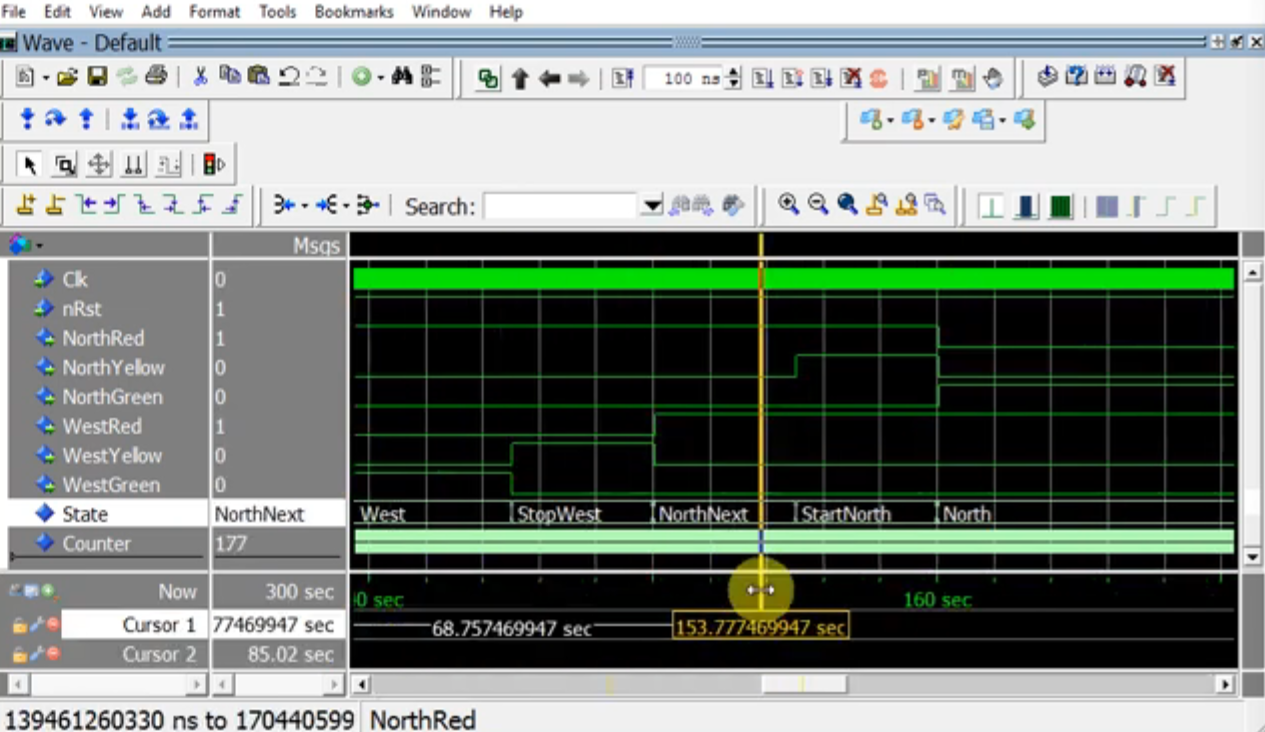 File Edit View Add Format Tools Bookmarks Window Help
Wave - Default
100 ns
Search:
Msgs
Clk 0
nRst 1
NorthRed 1
NorthYellow 0
NorthGreen 0
WestRed 1
WestYellow 0
WestGreen 0
State NorthNext West StopWest NorthNext StartNorth North
Counter 177
Now 300 sec 0 sec 160 sec
Cursor 1 77469947 sec 68.757469947 sec 153.777469947 sec
Cursor 2 85.02 sec
139461260330 ns to 170440599 NorthRed